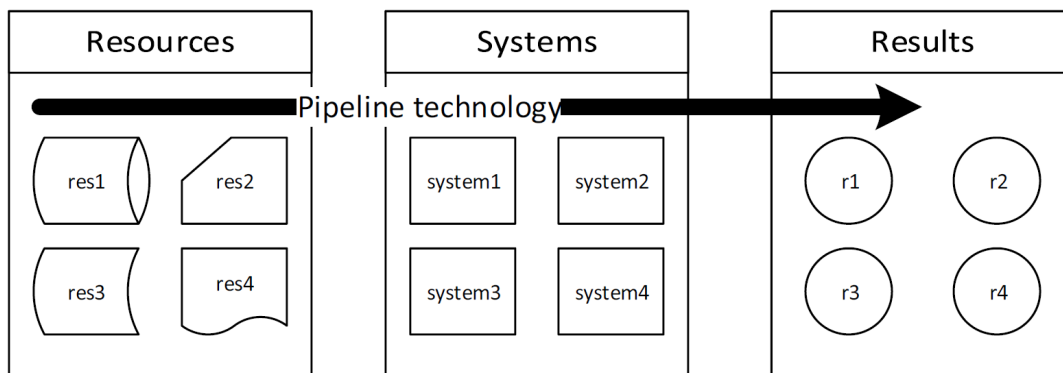 Resources
Systems
Results
Pipeline technology
res1
res2
system1
system2
r1
r2
res3
res4
system3
system4
r3
r4